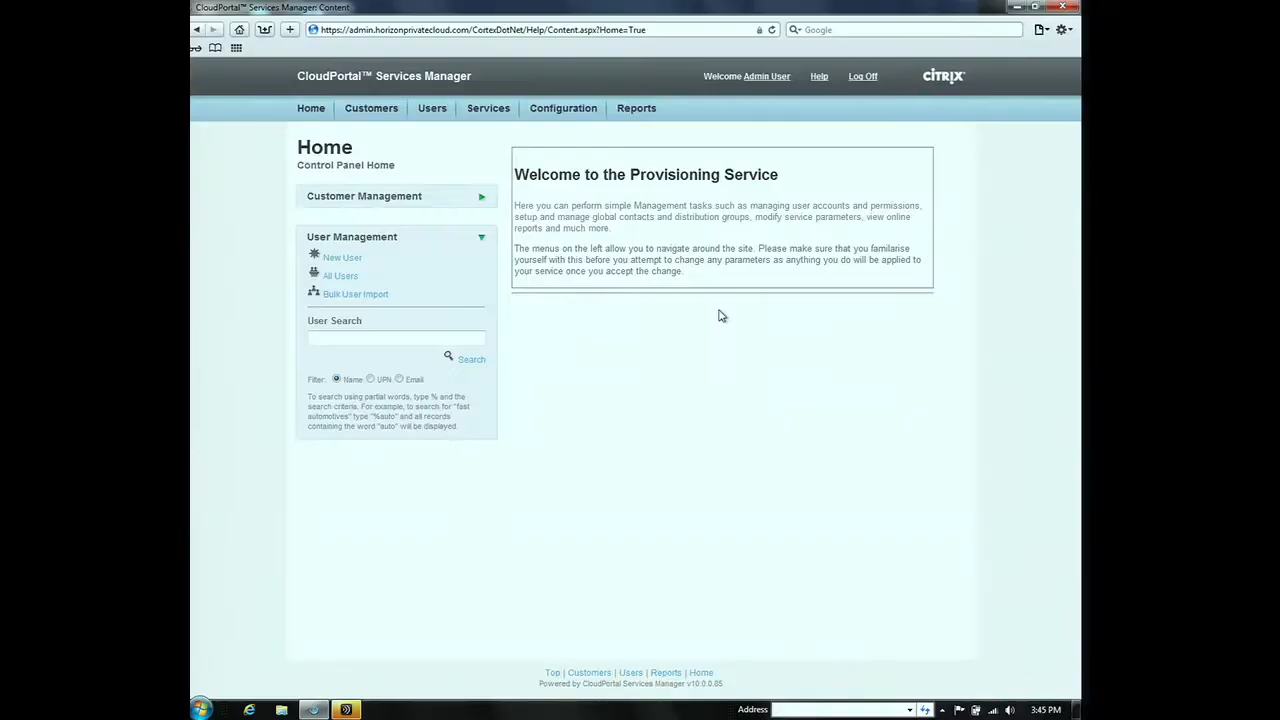 CloudPortal™ Services Manager: Content
https://admin.horizonprivatecloud.com/CortexDotNet/Help/Content.aspx?Home=True
Google
CloudPortal™ Services Manager
Welcome Admin User Help Log Off CITRIX
Home Customers Users Services Configuration Reports
Home
Control Panel Home
Customer Management
User Management
New User
All Users
Bulk User Import
User Search
Search
Filter: Name UPN Email
To search using partial words, type % and the
search criteria. For example, to search for "fast
automotives" type "%auto" and all records
containing the word "auto" will be displayed.
Welcome to the Provisioning Service
Here you can perform simple Management tasks such as managing user accounts and permissions,
setup and manage global contacts and distribution groups, modify service parameters, view online
reports and much more.
The menus on the left allow you to navigate around the site. Please make sure that you familarise
yourself with this before you attempt to change any parameters as anything you do will be applied to
your service once you accept the change.
Top | Customers | Users | Reports | Home
Powered by CloudPortal Services Manager v10.0.0.85
Address
3:45 PM